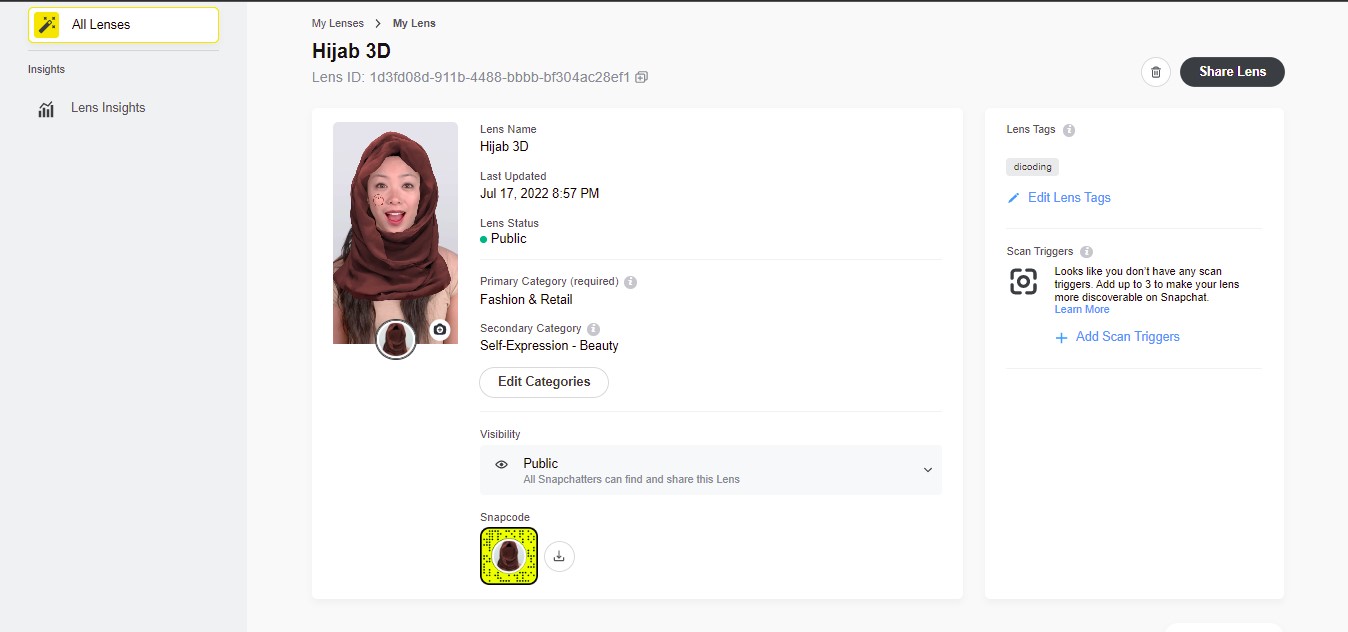 All Lenses
Insights
Lens Insights
My Lenses > My Lens
Hijab 3D
Lens ID: 1d3fd08d-911b-4488-bbbb-bf304ac28ef1
Share Lens
Lens Name
Hijab 3D
Last Updated
Jul 17, 2022 8:57 PM
Lens Status
Public
Primary Category (required)
Fashion & Retail
Secondary Category
Self-Expression - Beauty
Edit Categories
Visibility
Public
All Snapchatters can find and share this Lens
Snapcode
Lens Tags
dicoding
Edit Lens Tags
Scan Triggers
Looks like you don't have any scan
triggers. Add up to 3 to make your lens
more discoverable on Snapchat.
Learn More
+ Add Scan Triggers